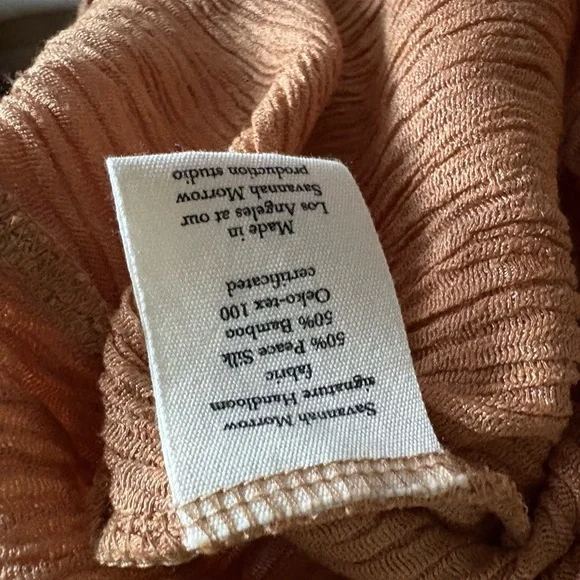 Savannah Morrow
signature Handloom
fabric
50% Peace Silk
50% Bamboo
Oeko-tex 100
certificated
Made in
Los Angeles at our
Savannah Morrow
production studio